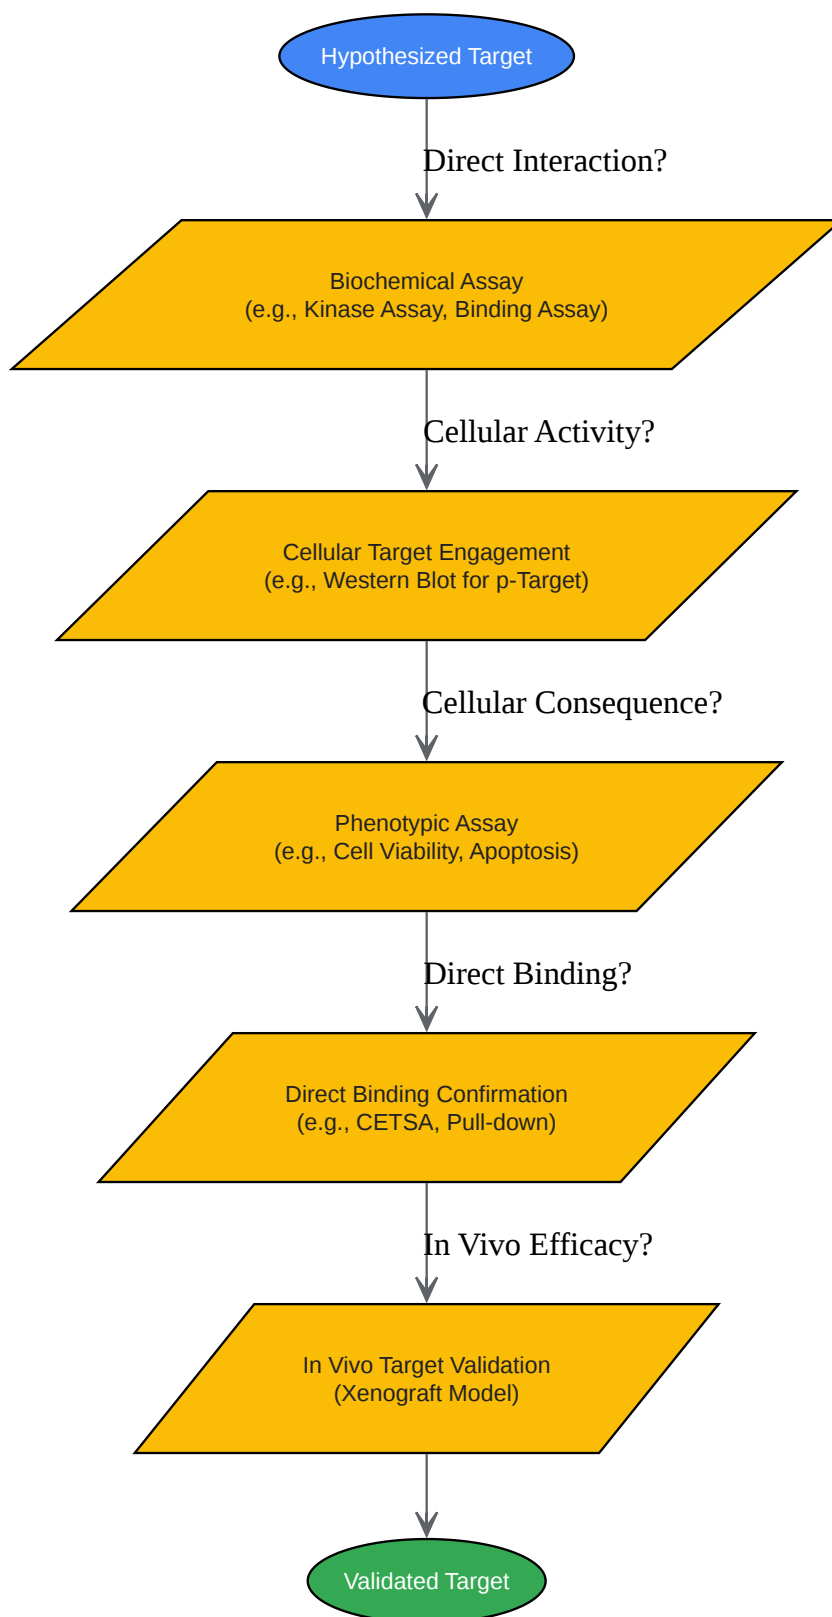 Hypothesized Target
Direct Interaction?
Biochemical Assay
(e.g., Kinase Assay, Binding Assay)
Cellular Activity?
Cellular Target Engagement
(e.g., Western Blot for p-Target)
Cellular Consequence?
Phenotypic Assay
(e.g., Cell Viability, Apoptosis)
Direct Binding?
Direct Binding Confirmation
(e.g., CETSA, Pull-down)
In Vivo Efficacy?
In Vivo Target Validation
(Xenograft Model)
Validated Target